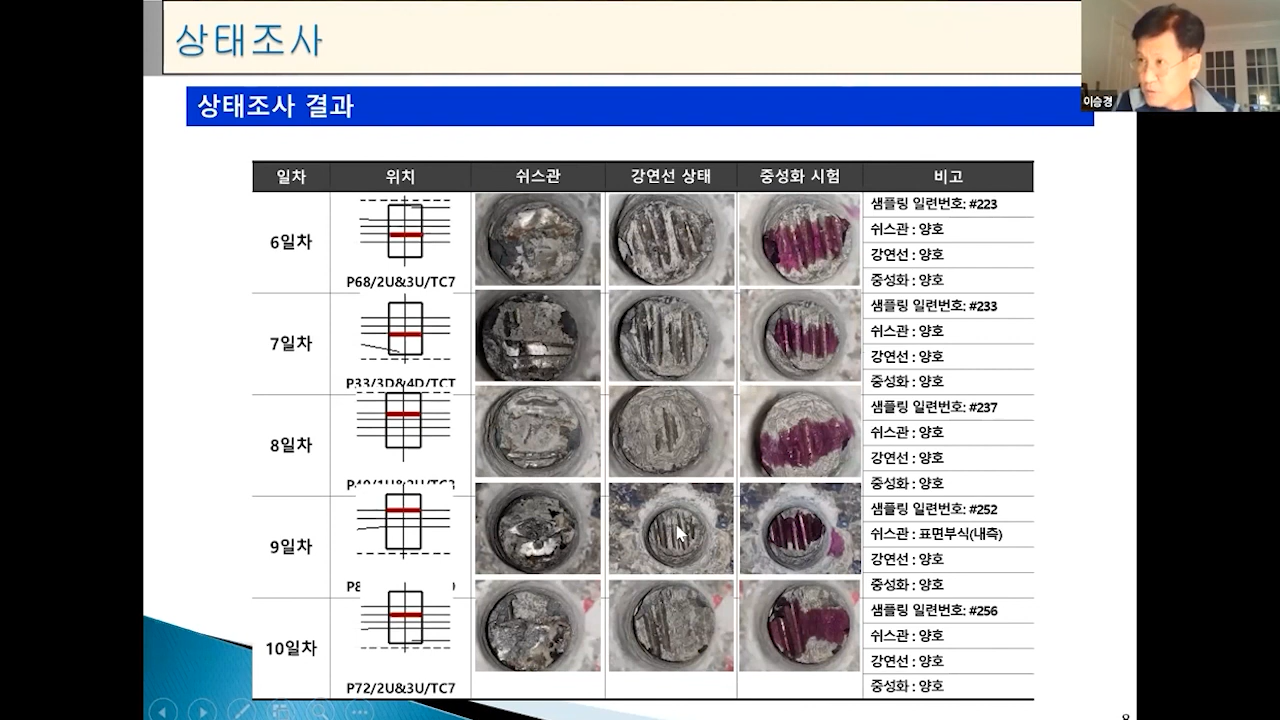 상태조사
이승경
상태조사 결과
일차 위치 쉬스관 강연선 상태 중성화 시험 비고
6일차
P68/2U&3U/TC7
샘플링 일련번호: #223
쉬스관 : 양호
강연선 : 양호
중성화 : 양호
7일차
P33/3D&4D/TCT
샘플링 일련번호: #233
쉬스관 : 양호
강연선 : 양호
중성화 : 양호
8일차
샘플링 일련번호: #237
쉬스관 : 양호
강연선 : 양호
중성화 : 양호
9일차
샘플링 일련번호: #252
쉬스관 : 표면부식(내측)
강연선 : 양호
중성화 : 양호
10일차
P72/2U&3U/TC7
샘플링 일련번호: #256
쉬스관 : 양호
강연선 : 양호
중성화 : 양호
8